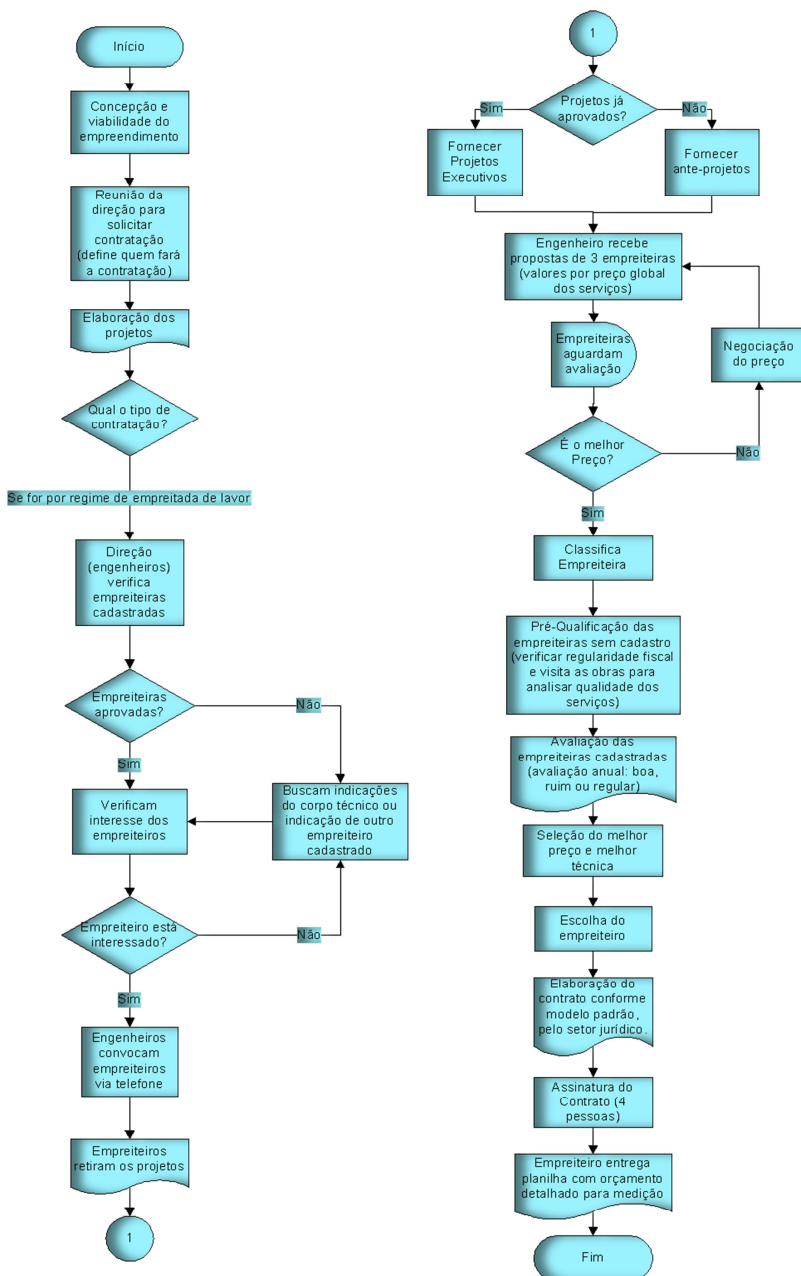 Início
Concepção e
viabilidade do
empreendimento
Reunião da
direção para
solicitar
contratação
(define quem fará
a contratação)
Elaboração dos
projetos
Qual o tipo de
contratação?
Se for por regime de empreitada de lavor
Direção
(engenheiros)
verifica
empreiteiras
cadastradas
Empreiteiras
aprovadas?
Não
Sim
Buscam indicações
do corpo técnico ou
indicação de outro
empreiteiro
cadastrado
Verificam
interesse dos
empreiteiros
Empreiteiro está
interessado?
Não
Sim
Engenheiros
convocam
empreiteiros
via telefone
Empreiteiros
retiram os projetos
1
1
Projetos já
aprovados?
Sim
Não
Fornecer
Projetos
Executivos
Fornecer
ante-projetos
Engenheiro recebe
propostas de 3 empreiteiras
(valores por preço global
dos serviços)
Empreiteiras
aguardam
avaliação
Negociação
do preço
É o melhor
Preço?
Não
Sim
Classifica
Empreiteira
Pré-Qualificação das
empreiteiras sem cadastro
(verificar regularidade fiscal
e visita as obras para
analisar qualidade dos
serviços)
Avaliação das
empreiteiras cadastradas
(avaliação anual: boa,
ruim ou regular)
Seleção do melhor
preço e melhor
técnica
Escolha do
empreiteiro
Elaboração do
contrato conforme
modelo padrão,
pelo setor jurídico.
Assinatura do
Contrato (4
pessoas)
Empreiteiro entrega
planilha com orçamento
detalhado para medição
Fim